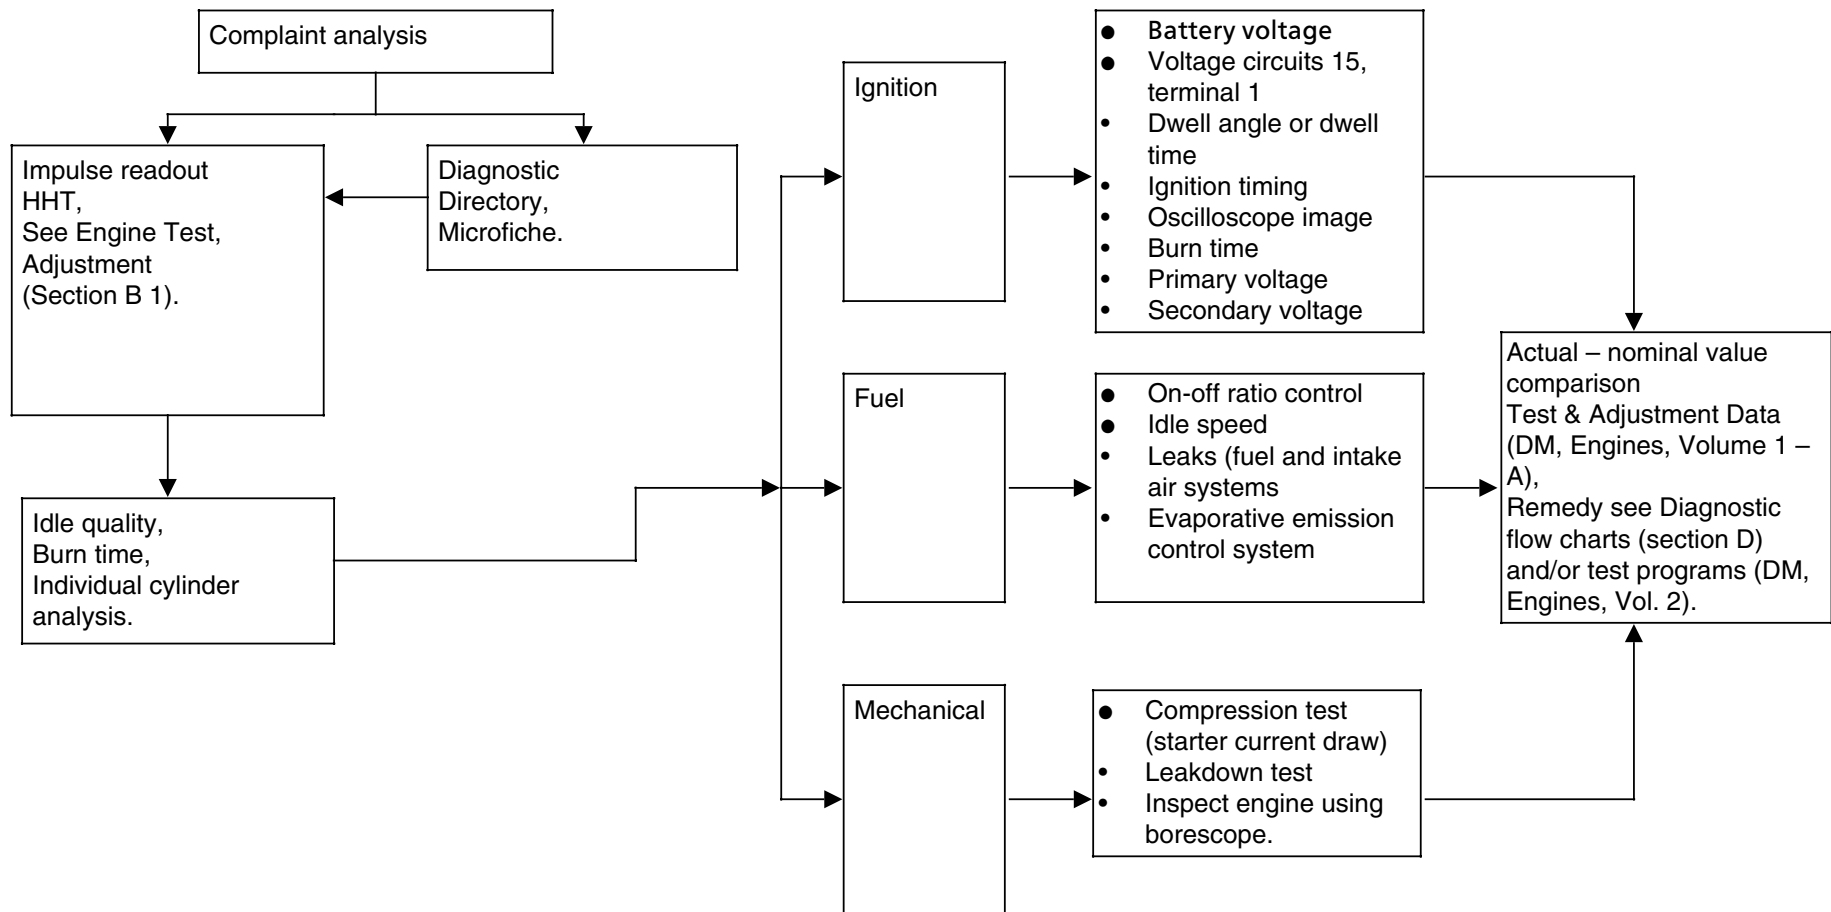 Complaint analysis
Impulse readout
HHT,
See Engine Test,
Adjustment
(Section B 1).
Diagnostic
Directory,
Microfiche.
Idle quality,
Burn time,
Individual cylinder
analysis.
Ignition
● Battery voltage
● Voltage circuits 15,
terminal 1
• Dwell angle or dwell
time
• Ignition timing
• Oscilloscope image
• Burn time
• Primary voltage
• Secondary voltage
Fuel
● On-off ratio control
● Idle speed
• Leaks (fuel and intake
air systems
• Evaporative emission
control system
Mechanical
● Compression test
(starter current draw)
• Leakdown test
• Inspect engine using
borescope.
Actual – nominal value
comparison
Test & Adjustment Data
(DM, Engines, Volume 1 –
A),
Remedy see Diagnostic
flow charts (section D)
and/or test programs (DM,
Engines, Vol. 2).